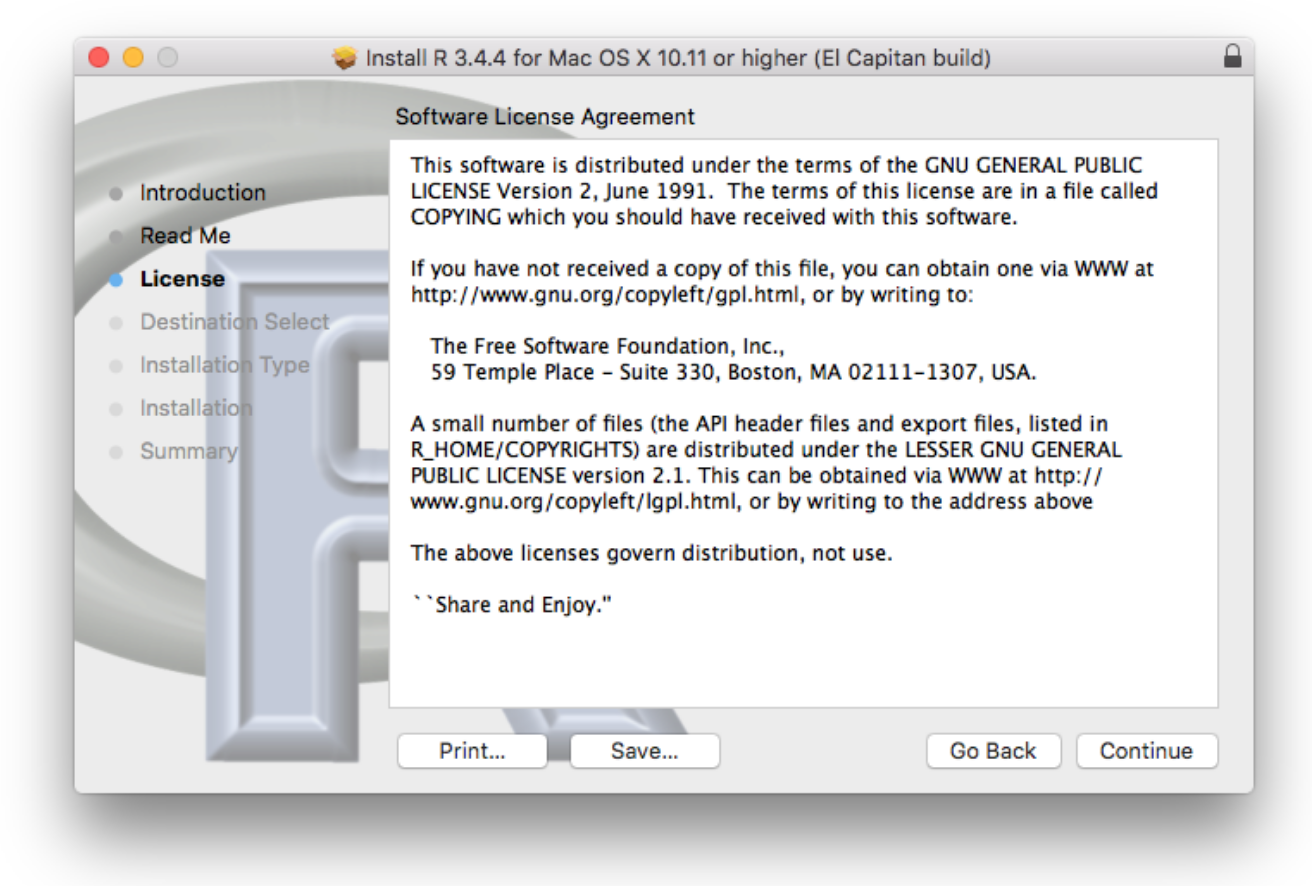 Install R 3.4.4 for Mac OS X 10.11 or higher (El Capitan build)
Software License Agreement
Introduction
Read Me
License
Destination Select
Installation Type
Installation
Summary
This software is distributed under the terms of the GNU GENERAL PUBLIC
LICENSE Version 2, June 1991.  The terms of this license are in a file called
COPYING which you should have received with this software.
If you have not received a copy of this file, you can obtain one via WWW at
http://www.gnu.org/copyleft/gpl.html, or by writing to:
The Free Software Foundation, Inc.,
59 Temple Place – Suite 330, Boston, MA 02111–1307, USA.
A small number of files (the API header files and export files, listed in
R_HOME/COPYRIGHTS) are distributed under the LESSER GNU GENERAL
PUBLIC LICENSE version 2.1. This can be obtained via WWW at http://
www.gnu.org/copyleft/lgpl.html, or by writing to the address above
The above licenses govern distribution, not use.
``Share and Enjoy."
Print...
Save...
Go Back
Continue